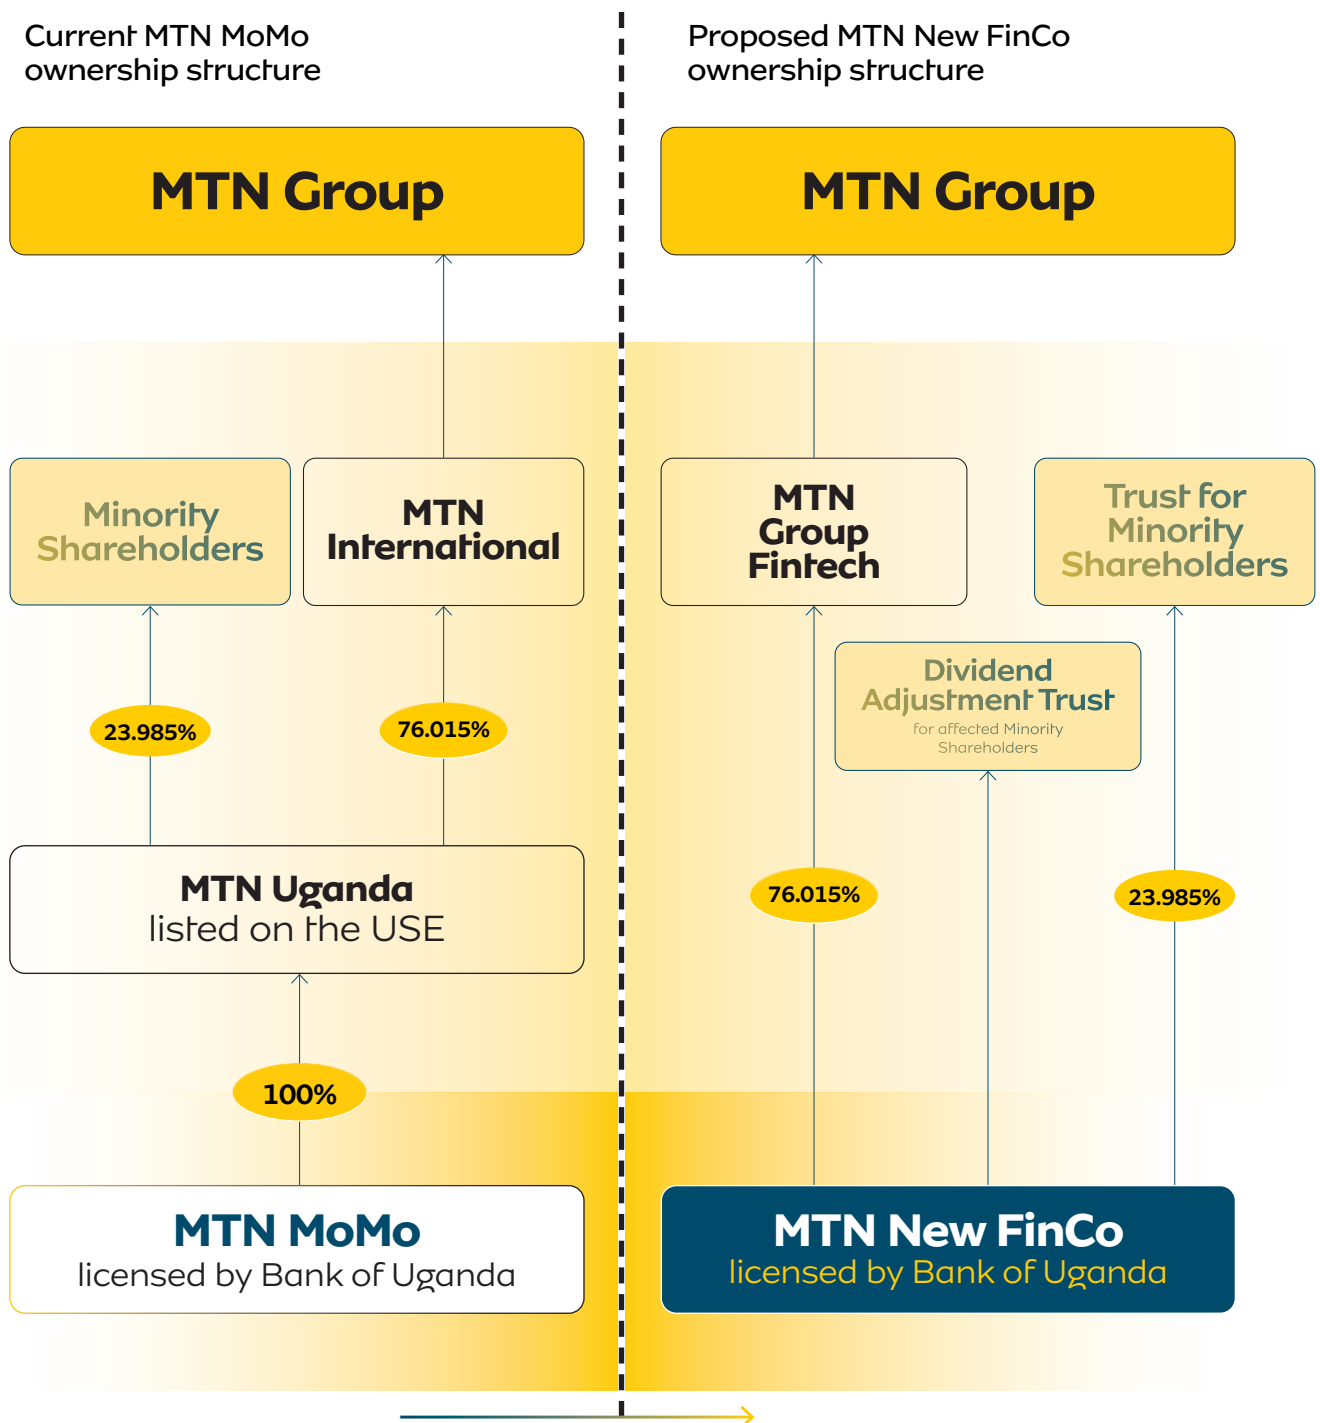 Current MTN MoMo
ownership structure
MTN Group
Minority
Shareholders
MTN
International
23.985%
76.015%
MTN Uganda
listed on the USE
100%
MTN MoMo
licensed by Bank of Uganda
Proposed MTN New FinCo
ownership structure
MTN Group
MTN
Group
Fintech
Trust for
Minority
Shareholders
Dividend
Adjustment Trust
for affected Minority
Shareholders
76.015%
23.985%
MTN New FinCo
licensed by Bank of Uganda